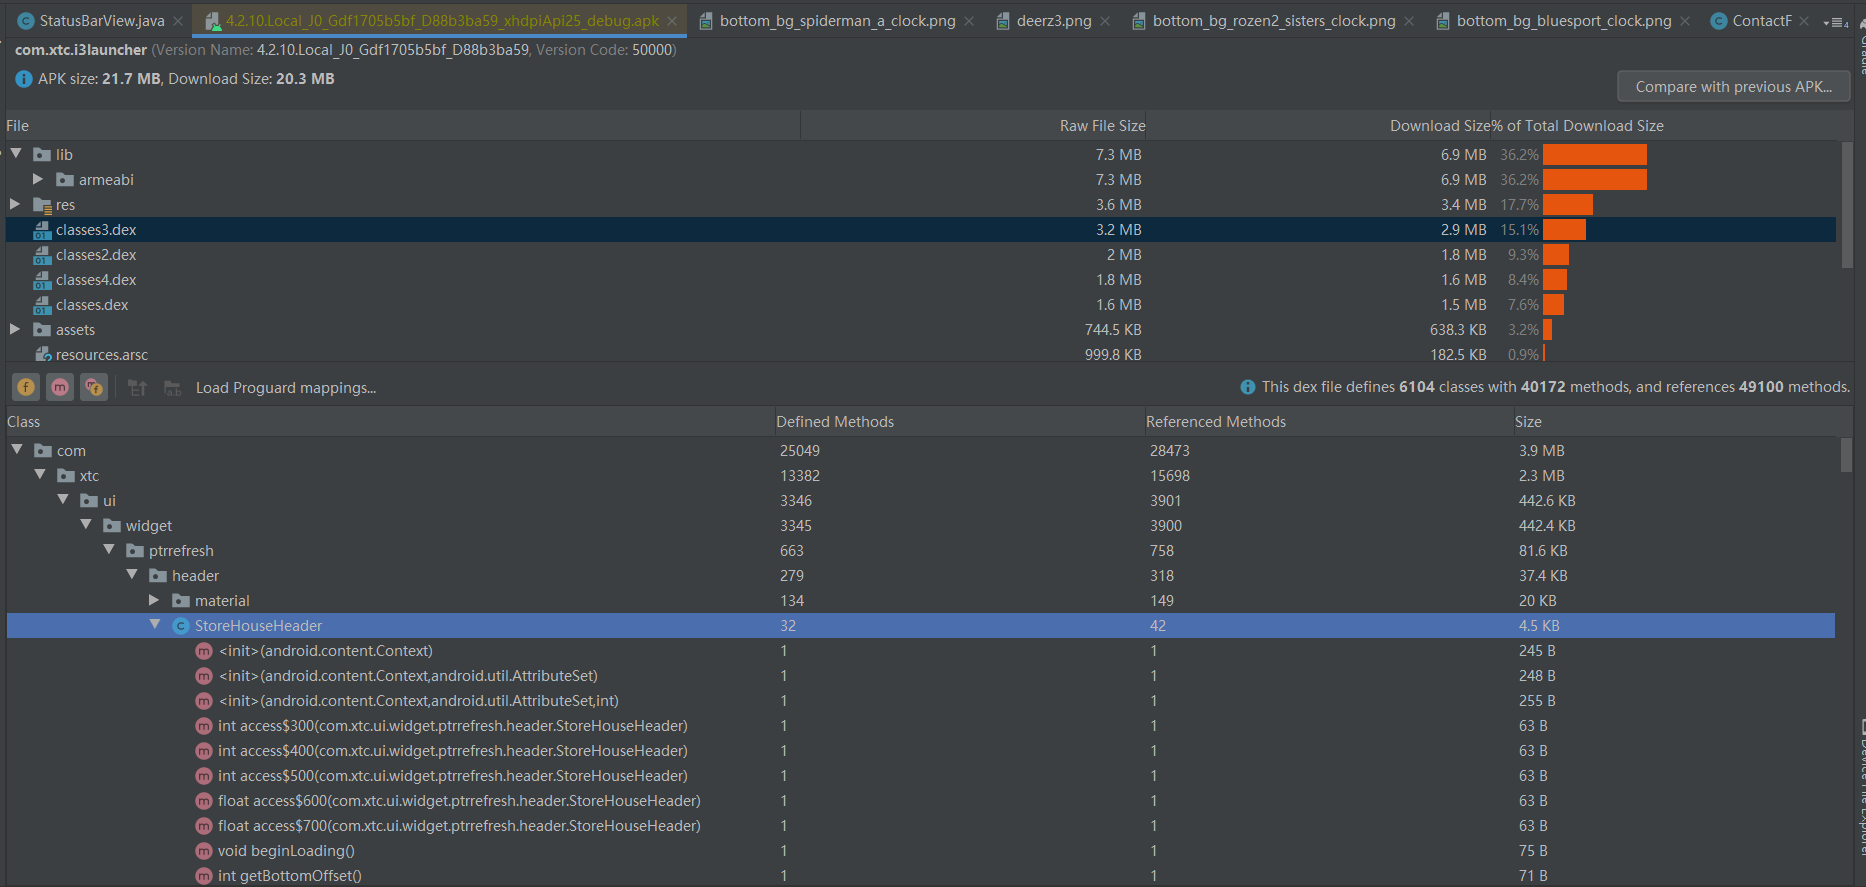 StatusBarView.java 4.2.10.Local_J0_Gdf1705b5bf_D88b3ba59_xhdpiApi25_debug.apk bottom_bg_spiderman_a_clock.png deerz3.png bottom_bg_rozen2_sisters_clock.png bottom_bg_bluesport_clock.png ContactF
com.xtc.i3launcher (Version Name: 4.2.10.Local_J0_Gdf1705b5bf_D88b3ba59, Version Code: 50000)
APK size: 21.7 MB, Download Size: 20.3 MB
Compare with previous APK...
File Raw File Size Download Size % of Total Download Size
lib 7.3 MB 6.9 MB 36.2%
armeabi 7.3 MB 6.9 MB 36.2%
res 3.6 MB 3.4 MB 17.7%
classes3.dex 3.2 MB 2.9 MB 15.1%
classes2.dex 2 MB 1.8 MB 9.3%
classes4.dex 1.8 MB 1.6 MB 8.4%
classes.dex 1.6 MB 1.5 MB 7.6%
assets 744.5 KB 638.3 KB 3.2%
resources.arsc 999.8 KB 182.5 KB 0.9%
Load Proguard mappings... This dex file defines 6104 classes with 40172 methods, and references 49100 methods.
Class Defined Methods Referenced Methods Size
com 25049 28473 3.9 MB
xtc 13382 15698 2.3 MB
ui 3346 3901 442.6 KB
widget 3345 3900 442.4 KB
ptrrefresh 663 758 81.6 KB
header 279 318 37.4 KB
material 134 149 20 KB
StoreHouseHeader 32 42 4.5 KB
<init>(android.content.Context) 1 1 245 B
<init>(android.content.Context,android.util.AttributeSet) 1 1 248 B
<init>(android.content.Context,android.util.AttributeSet,int) 1 1 255 B
int access$300(com.xtc.ui.widget.ptrrefresh.header.StoreHouseHeader) 1 1 63 B
int access$400(com.xtc.ui.widget.ptrrefresh.header.StoreHouseHeader) 1 1 63 B
int access$500(com.xtc.ui.widget.ptrrefresh.header.StoreHouseHeader) 1 1 63 B
float access$600(com.xtc.ui.widget.ptrrefresh.header.StoreHouseHeader) 1 1 63 B
float access$700(com.xtc.ui.widget.ptrrefresh.header.StoreHouseHeader) 1 1 63 B
void beginLoading() 1 1 75 B
int getBottomOffset() 1 1 71 B